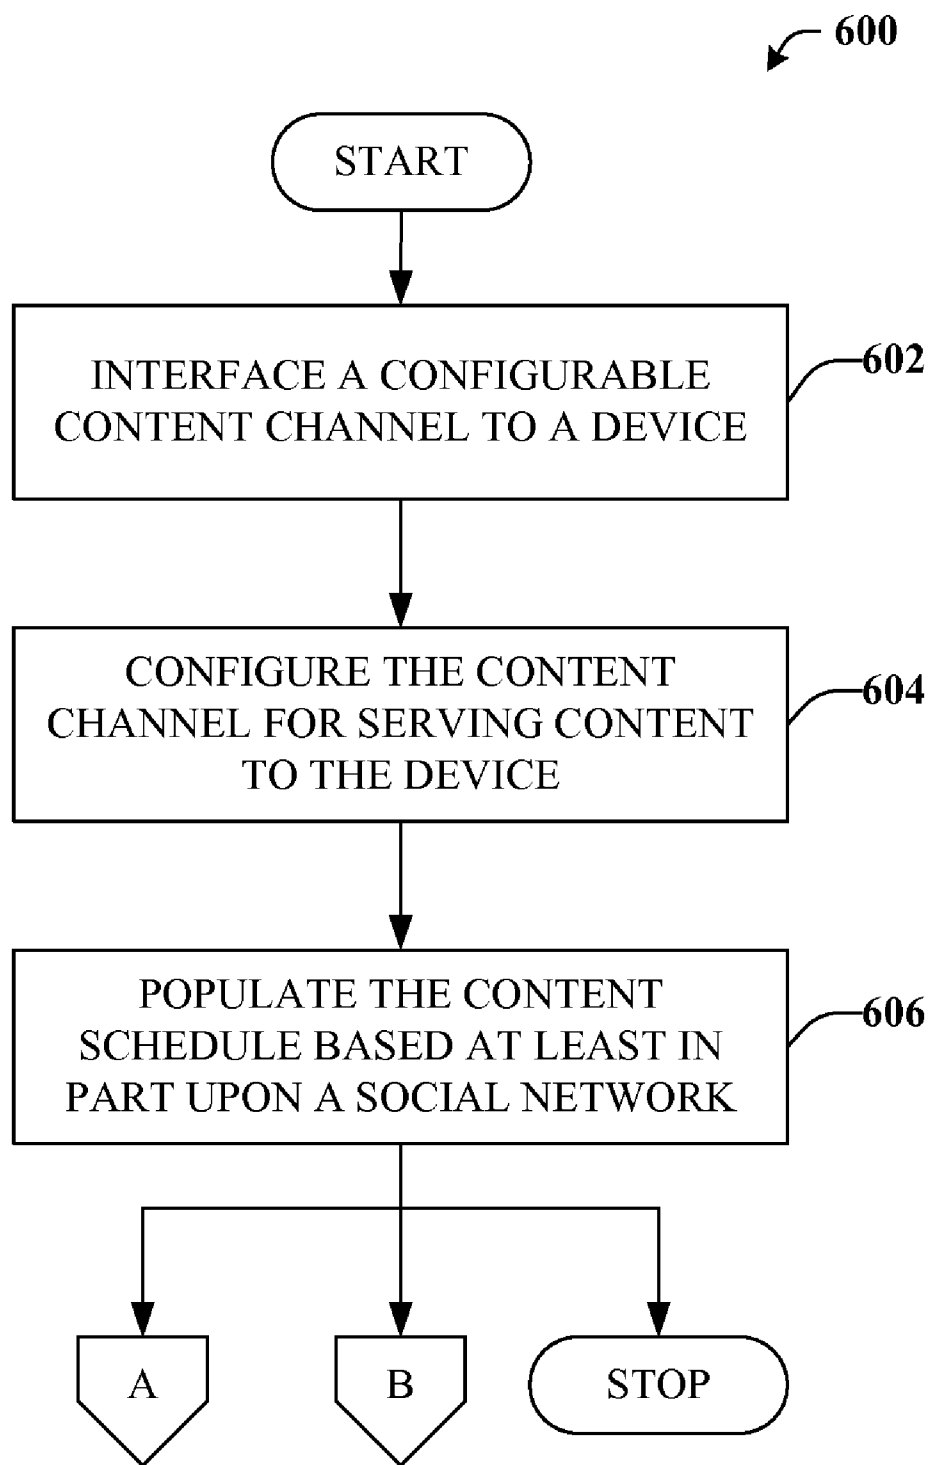 600
START
INTERFACE A CONFIGURABLE
CONTENT CHANNEL TO A DEVICE
602
CONFIGURE THE CONTENT
CHANNEL FOR SERVING CONTENT
TO THE DEVICE
604
POPULATE THE CONTENT
SCHEDULE BASED AT LEAST IN
PART UPON A SOCIAL NETWORK
606
A
B
STOP